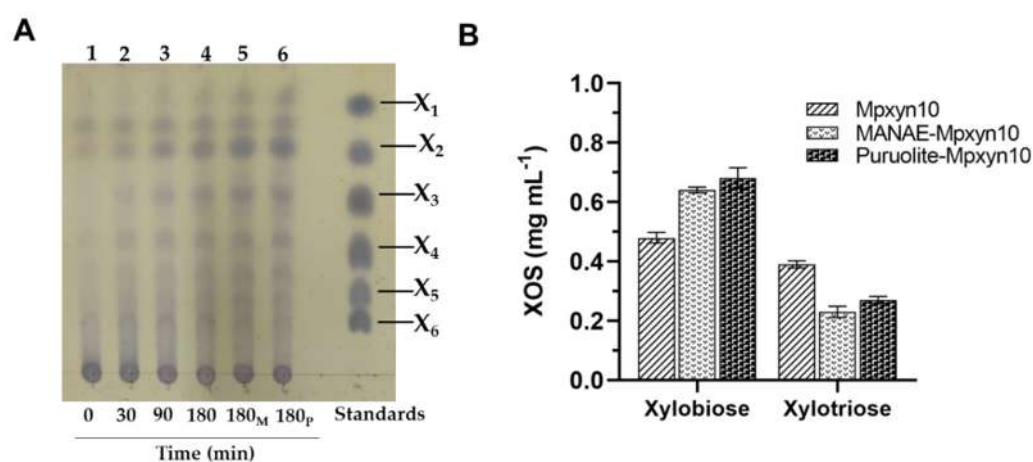 A
1 2 3 4 5 6
X1
X2
X3
X4
X5
X6
0 30 90 180 180M 180P Standards
Time (min)
B
XOS (mg mL-1)
1.0
0.8
0.6
0.4
0.2
0.0
Mpxyn10
MANAE-Mpxyn10
Puruolite-Mpxyn10
Xylobiose Xylotriose